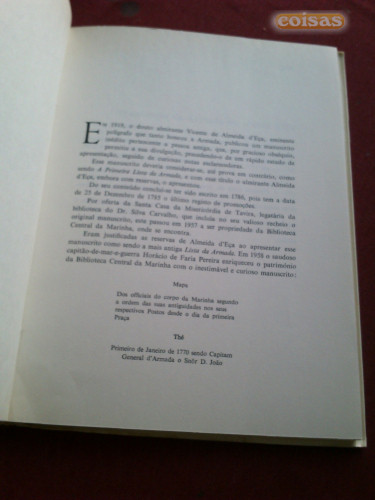 coisas
Em 1918, o douto almirante Vicente de Almeida d'Eça, eminente
polígrafo que tanto honrou a Armada, publicou um manuscrito
inédito pertencente a pessoa amiga, que, por gracioso obséquio,
permitiu a sua divulgação, precedendo-o de um rápido estudo de
apresentação, seguido de curiosas notas esclarecedoras.
Esse manuscrito deveria considerar-se, até prova em contrário, como
sendo A Primeira Lista da Armada, e com esse título o almirante Almeida
d'Eça, embora com reservas, o apresentou.
Do seu conteúdo conclui-se ter sido escrito em 1785, pois tem a data
de 25 de Dezembro de 1785 o último registo de promoções.
Por oferta da Santa Casa da Misericórdia de Tavira, legatária da
biblioteca do Dr. Silva Carvalho, que incluía no seu valioso recheio o
original manuscrito, este passou em 1957 a ser propriedade da Biblioteca
Central da Marinha, onde se encontra.
Eram justificadas as reservas de Almeida d'Eça ao apresentar esse
manuscrito como sendo a mais antiga Lista da Armada. Em 1958 o saudoso
capitão-de-mar-e-guerra Horácio de Faria Pereira enriqueceu o património
da Biblioteca Central da Marinha com o inestimável e curioso manuscrito:
Mapa
Dos officiais do corpo da Marinha segundo
a ordem das suas antiguidades nos seus
respectivos Postos desde o dia da primeira
Praça
Thé
Primeiro de Janeiro de 1770 sendo Capitam
General d'Armada o Snór D. João